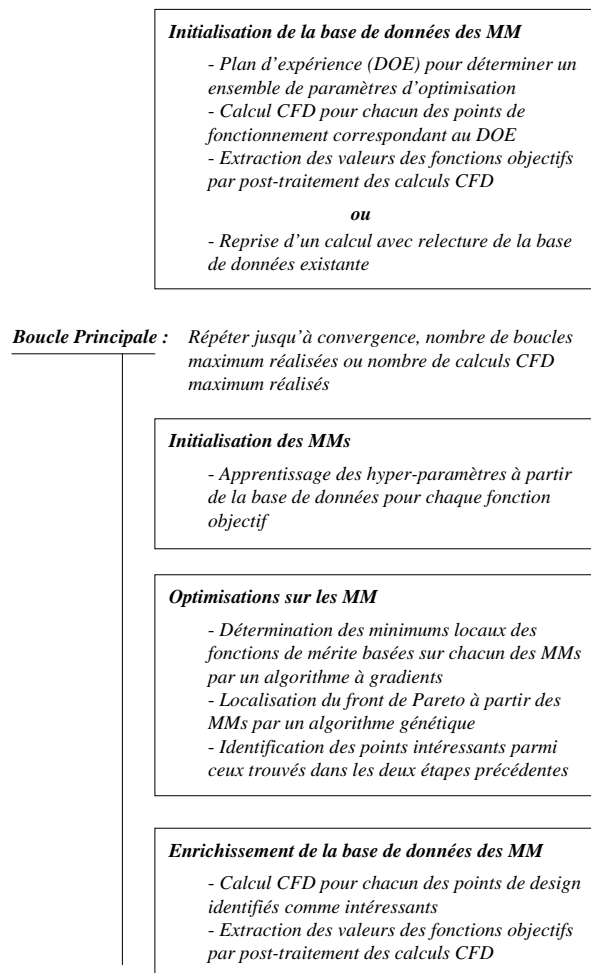 Initialisation de la base de données des MM
- Plan d'expérience (DOE) pour déterminer un
ensemble de paramètres d'optimisation
- Calcul CFD pour chacun des points de
fonctionnement correspondant au DOE
- Extraction des valeurs des fonctions objectifs
par post-traitement des calculs CFD
ou
- Reprise d'un calcul avec relecture de la base
de données existante
Boucle Principale : Répéter jusqu'à convergence, nombre de boucles
maximum réalisées ou nombre de calculs CFD
maximum réalisés
Initialisation des MMs
- Apprentissage des hyper-paramètres à partir
de la base de données pour chaque fonction
objectif
Optimisations sur les MM
- Détermination des minimums locaux des
fonctions de mérite basées sur chacun des MMs
par un algorithme à gradients
- Localisation du front de Pareto à partir des
MMs par un algorithme génétique
- Identification des points intéressants parmi
ceux trouvés dans les deux étapes précédentes
Enrichissement de la base de données des MM
- Calcul CFD pour chacun des points de design
identifiés comme intéressants
- Extraction des valeurs des fonctions objectifs
par post-traitement des calculs CFD